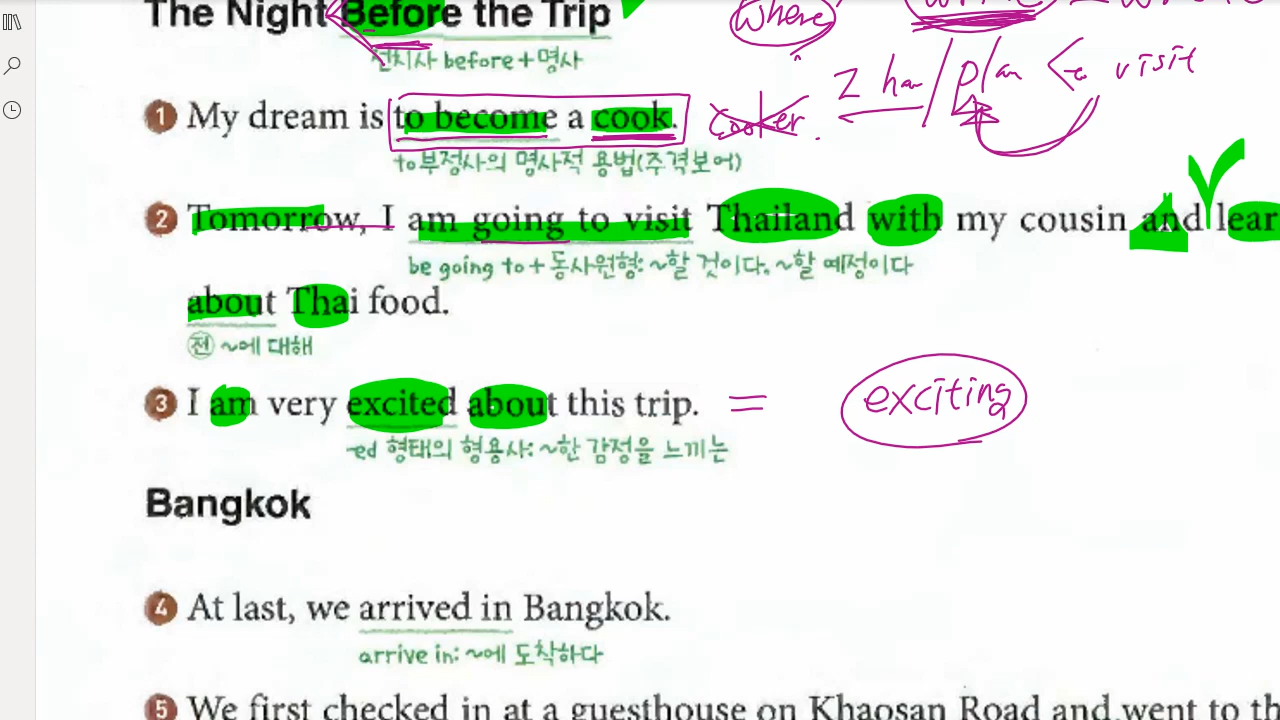 The Night Before the Trip
where
전치사 before + 명사
I han / plan < to visit
1 My dream is to become a cook. cooker.
to부정사의 명사적 용법(주격보어)
2 Tomorrow, I am going to visit Thailand with my cousin and lear
be going to + 동사원형: ~할 것이다. ~할 예정이다
about Thai food.
전 ~에 대해
3 I am very excited about this trip. = exciting
-ed 형태의 형용사: ~한 감정을 느끼는
Bangkok
4 At last, we arrived in Bangkok.
arrive in: ~에 도착하다
5 We first checked in at a guesthouse on Khaosan Road and went to th